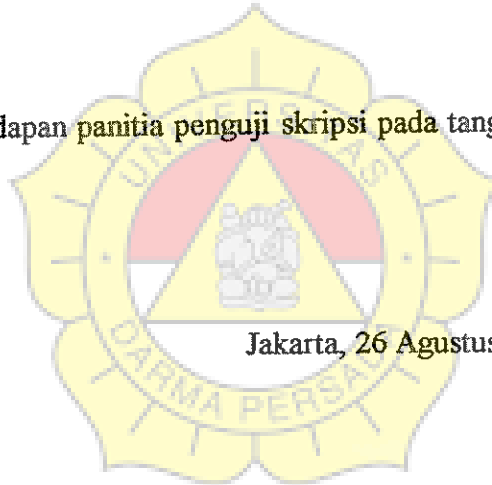 dapan panitia penguji skripsi pada tang
UNIVERSITAS
Jakarta, 26 Agustus
DARMA PERSADA